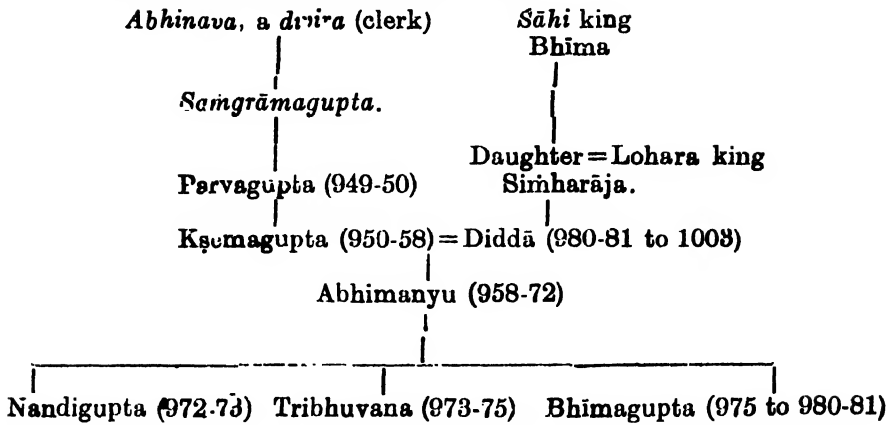 Abhinava, a divira (clerk) Śāhi king
Bhīma
Saṁgrāmagupta.
Daughter = Lohara king
Parvagupta (949-50) Siṁharāja.
Kṣemagupta (950-58) = Diddā (980-81 to 1003)
Abhimanyu (958-72)
Nandigupta (972-73) Tribhuvana (973-75) Bhīmagupta (975 to 980-81)